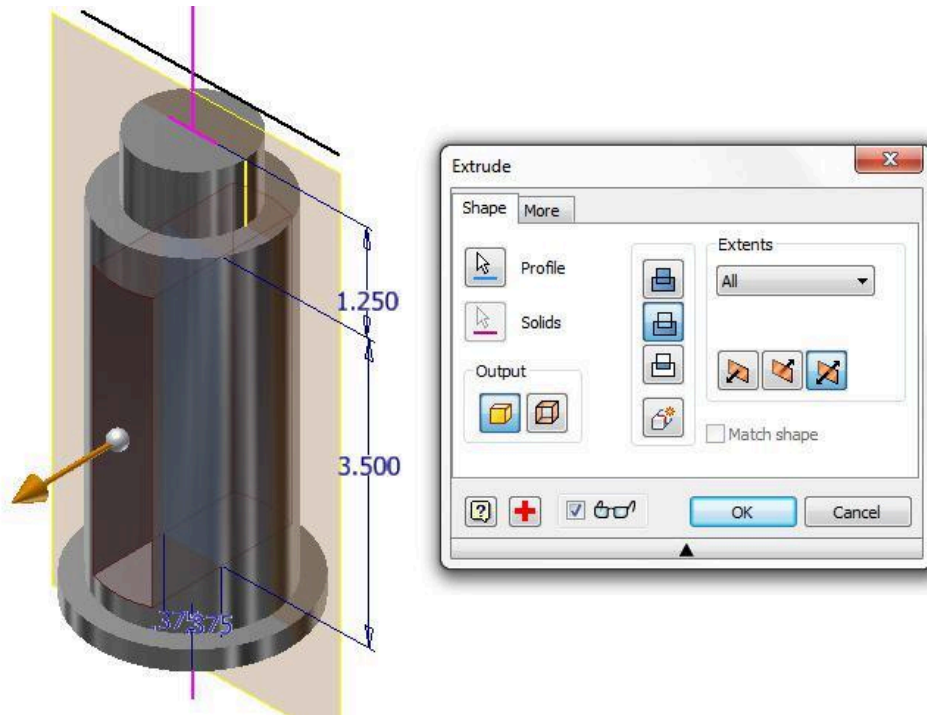 1.250
3.500
.375
.375
Extrude
Shape
More
Profile
Solids
Output
Extents
All
Match shape
OK
Cancel